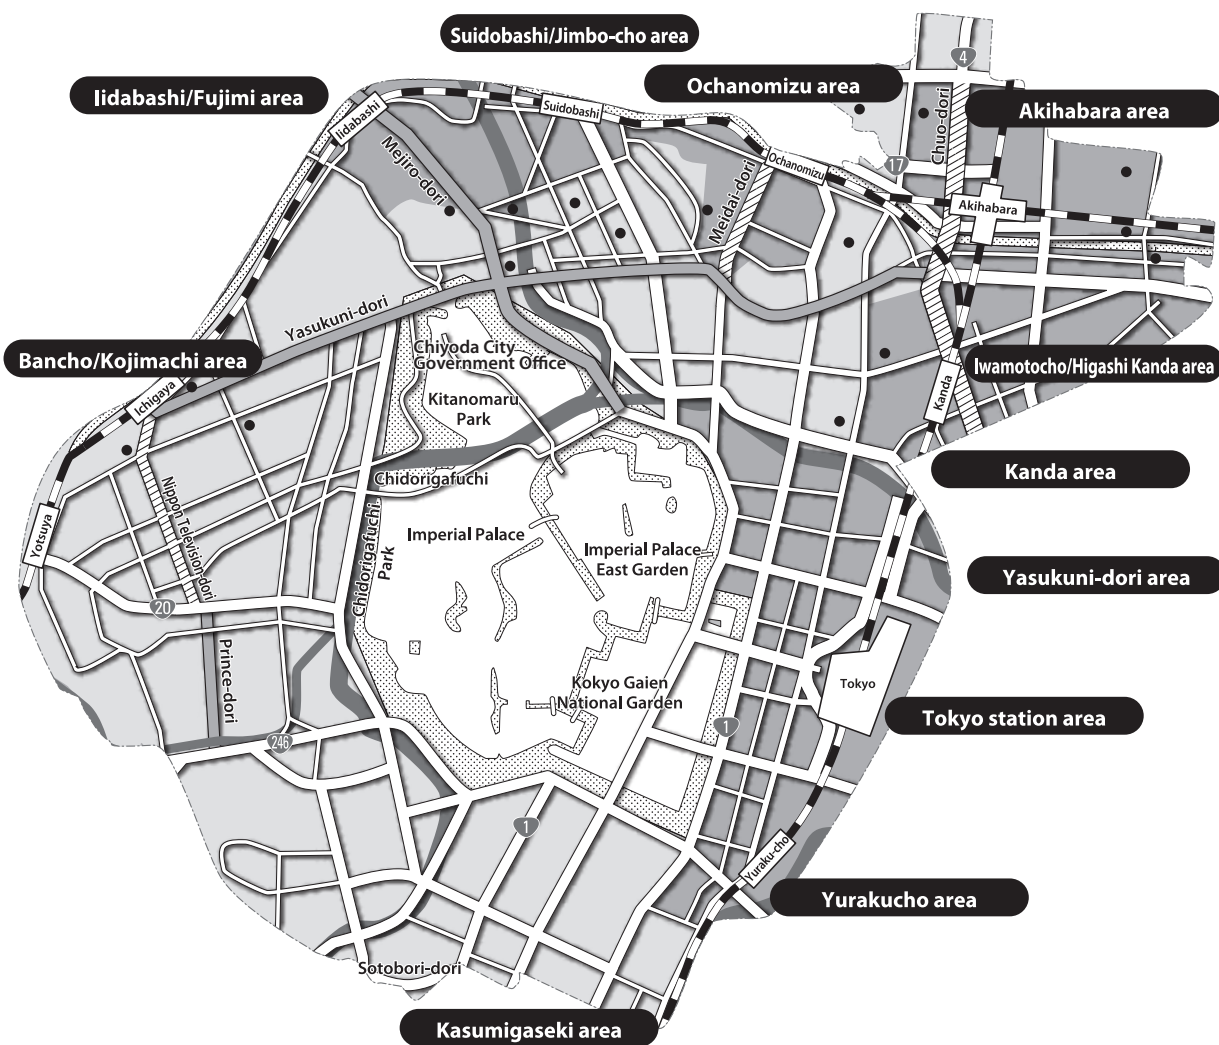 Suidobashi/Jimbo-cho area
Iidabashi/Fujimi area
Ochanomizu area
Akihabara area
4
Iidabashi
Suidobashi
Mejiro-dori
Meidai-dori
Ochanomizu
17
Chuo-dori
Akihabara
Yasukuni-dori
Bancho/Kojimachi area
Chiyoda City
Government Office
Iwamotocho/Higashi Kanda area
Ichigaya
Kitanomaru
Park
Kanda
Kanda area
Chidorigafuchi
Nippon Television-dori
Yotsuya
Imperial Palace
Imperial Palace
East Garden
Chidorigafuchi
Park
Yasukuni-dori area
20
Prince-dori
Kokyo Gaien
National Garden
Tokyo
Tokyo station area
246
1
1
Yuraku-cho
Yurakucho area
Sotobori-dori
Kasumigaseki area